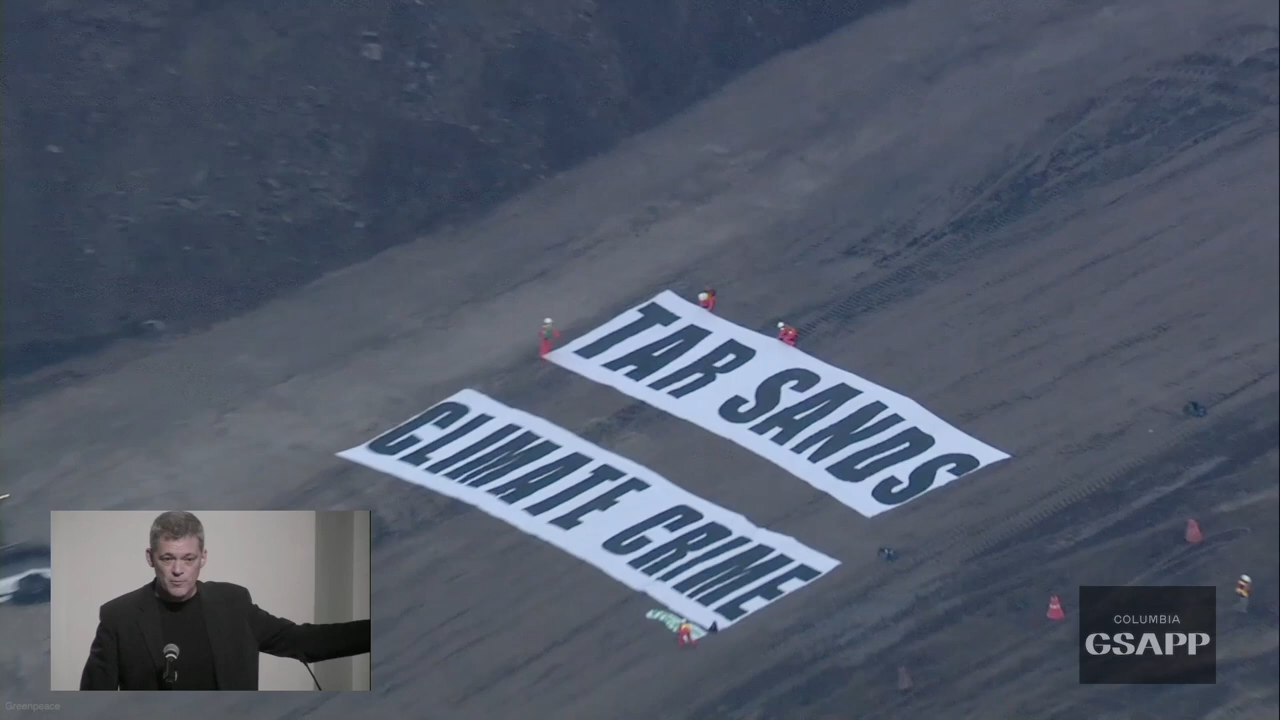 TAR SANDS
CLIMATE CRIME
COLUMBIA
GSAPP
Greenpeace